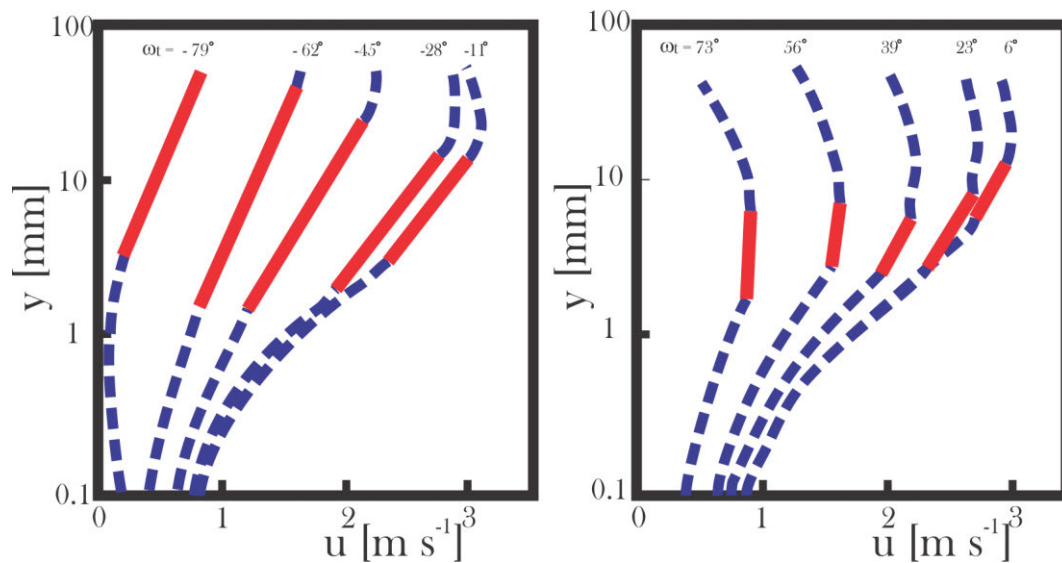 100
ωt = - 79° - 62° -45° -28° -11°
y [mm]
10
1
0.1
0 1 2 3
u [m s⁻¹]
100
ωt = 73° 56° 39° 23° 6°
y [mm]
10
1
0.1
1 2 3
u [m s⁻¹]